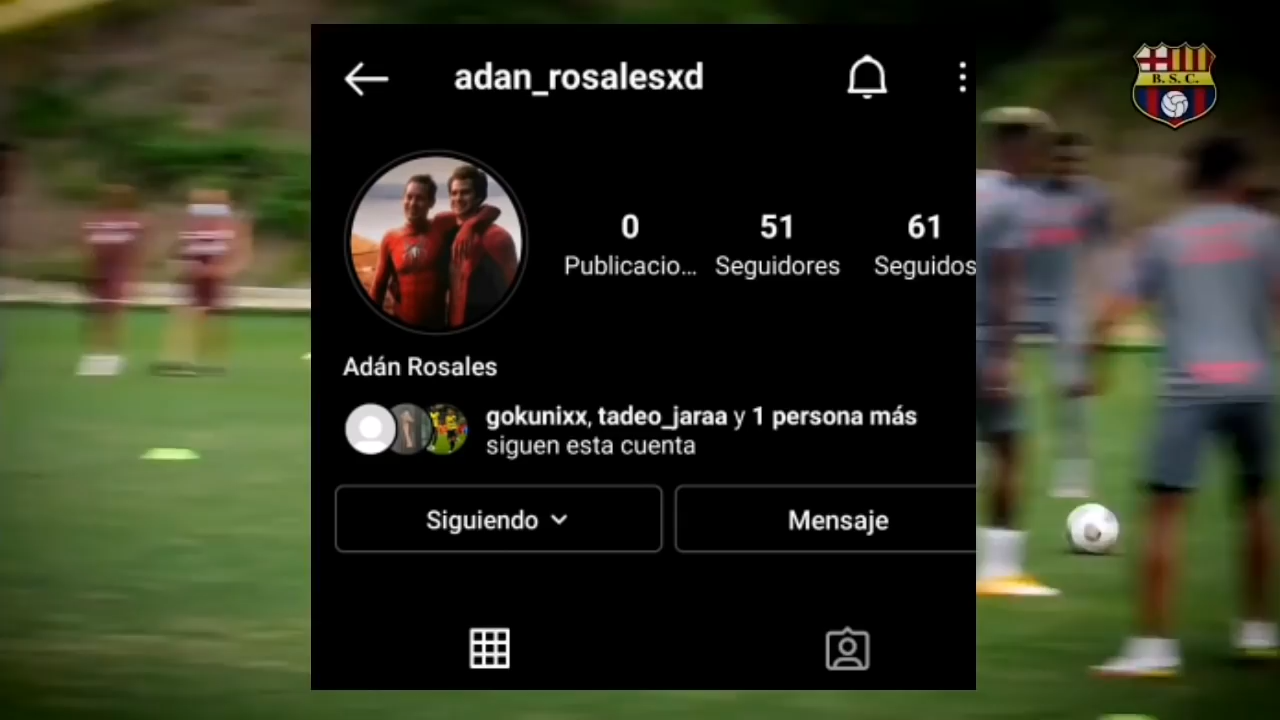 adan_rosalesxd
B. S. C.
0
51
61
Publicacio...
Seguidores
Seguidos
Adán Rosales
gokunixx, tadeo_jaraa y 1 persona más
siguen esta cuenta
Siguiendo
Mensaje